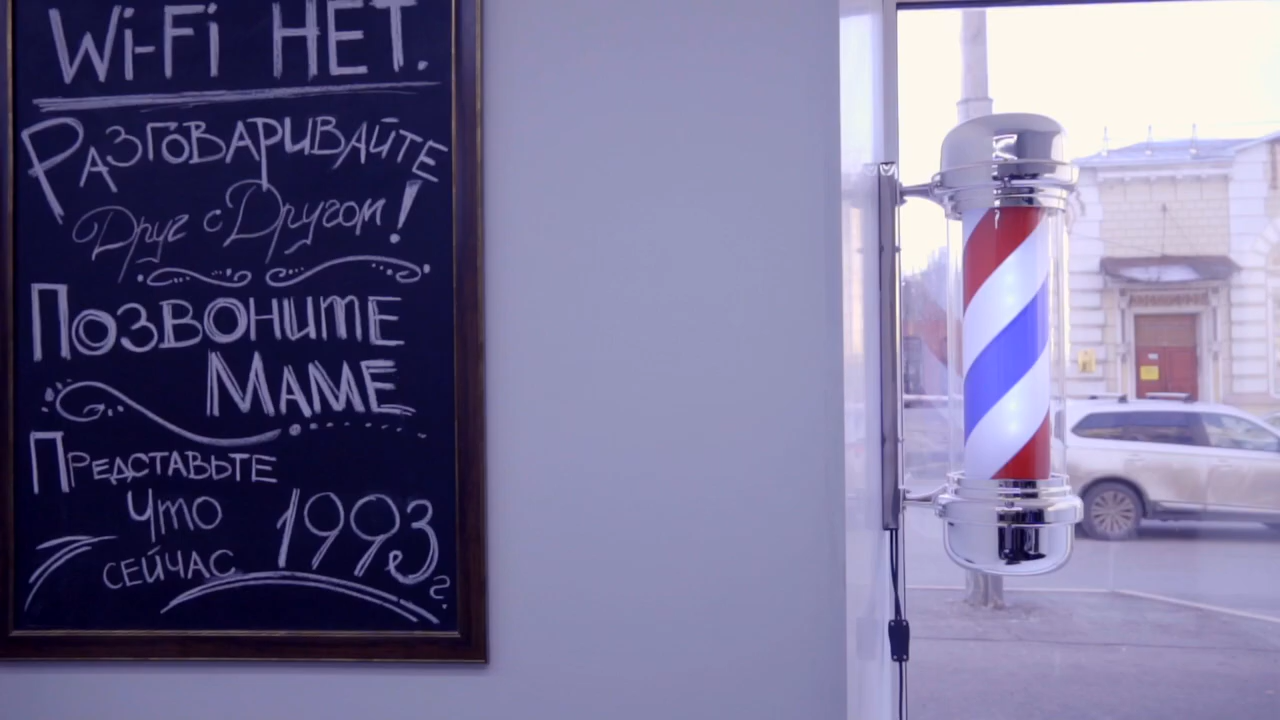 Wi-Fi НЕТ.
РАЗГОВАРИВАЙТЕ
Друг с Другом!
ПОЗВОНИТЕ
МАМЕ
ПРЕДСТАВЬТЕ
Что
СЕЙЧАС 1993 г.